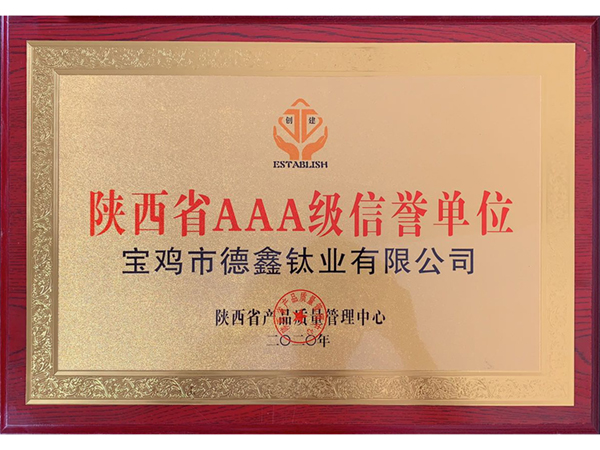 创建
ESTABLISH
陕西省AAA级信誉单位
宝鸡市德鑫钛业有限公司
陕西省产品质量管理中心
二〇二〇年